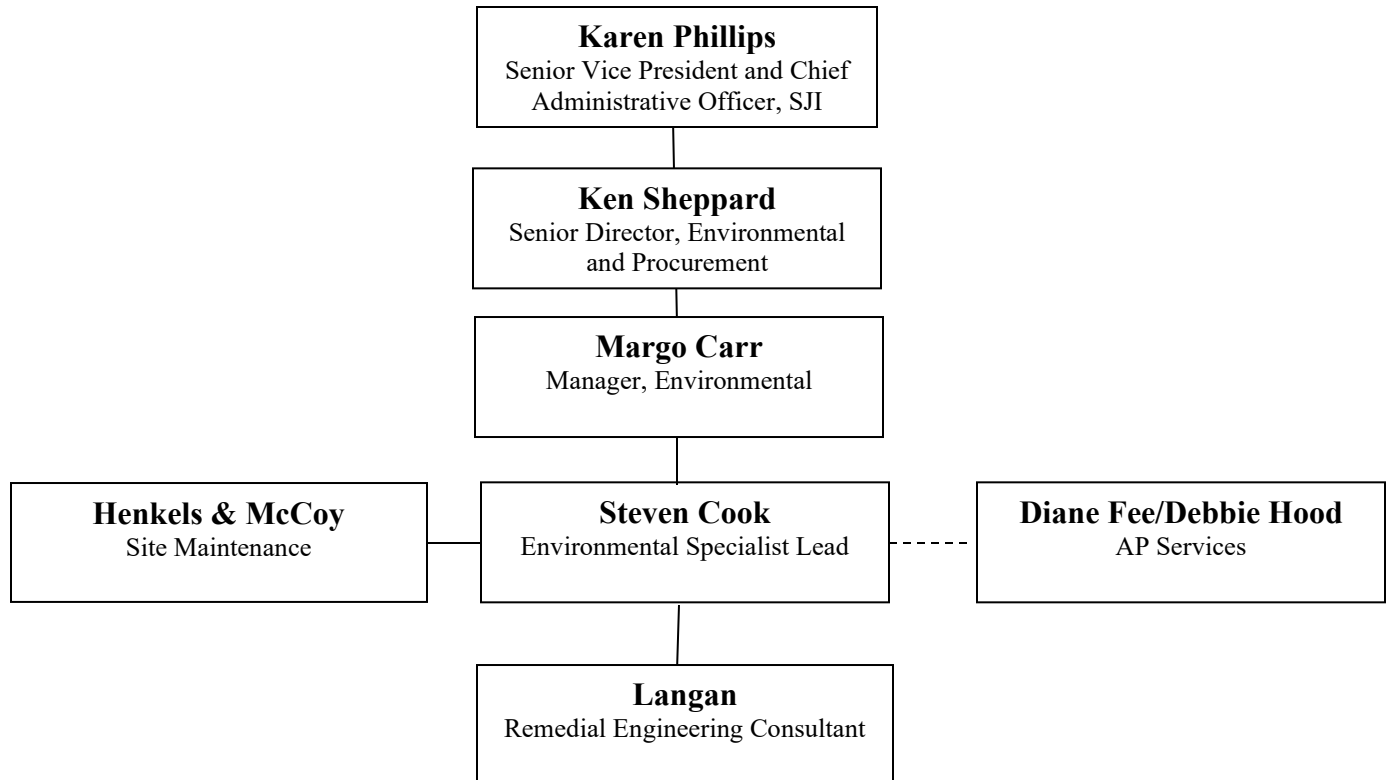 Karen Phillips
Senior Vice President and Chief
Administrative Officer, SJI
Ken Sheppard
Senior Director, Environmental
and Procurement
Margo Carr
Manager, Environmental
Henkels & McCoy
Site Maintenance
Steven Cook
Environmental Specialist Lead
Diane Fee/Debbie Hood
AP Services
Langan
Remedial Engineering Consultant